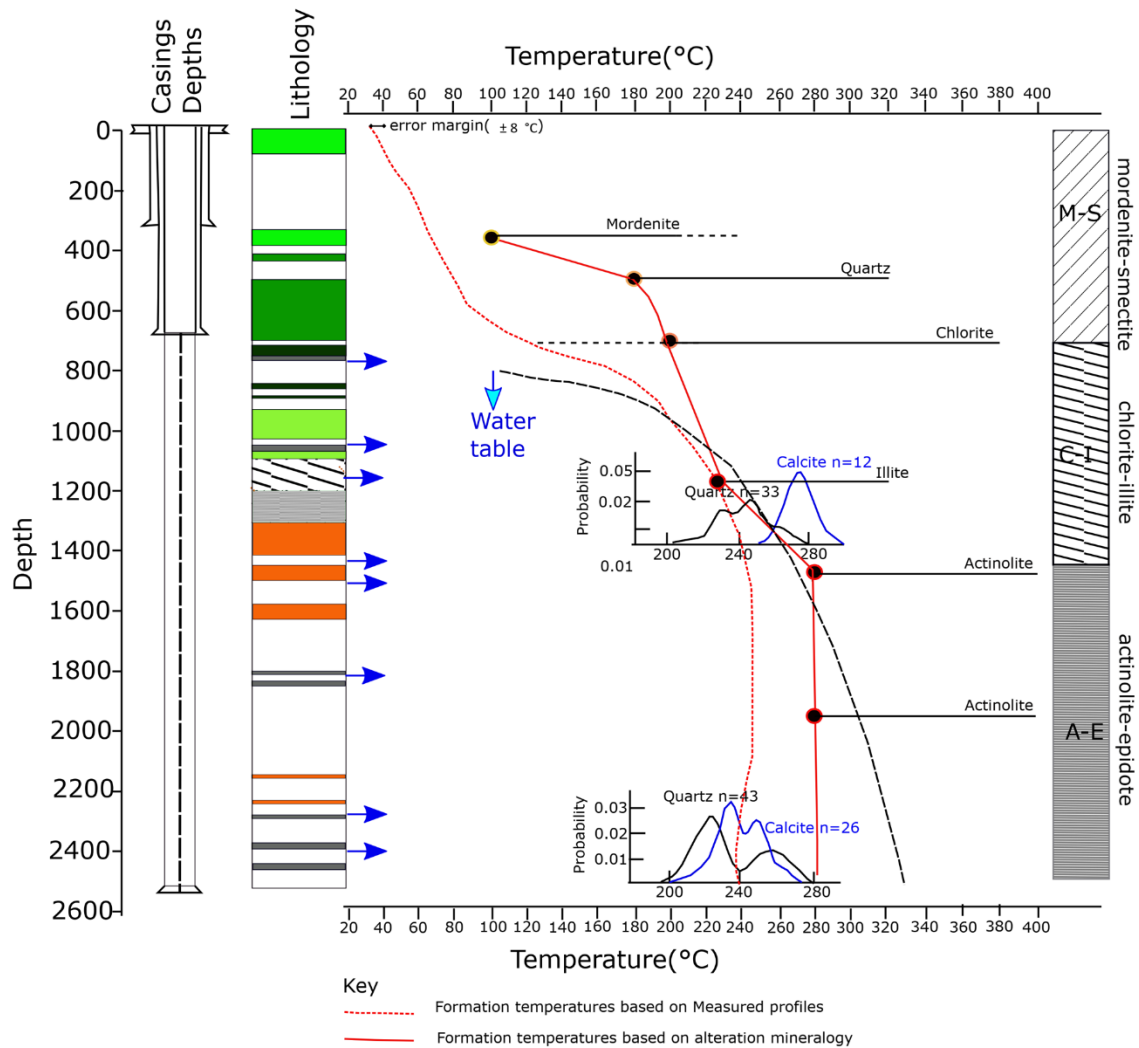 Casings
Depths
Lithology
Temperature(°C)
20 40 60 80 100 120 140 160 180 200 220 240 260 280 300 320 340 360 380 400
error margin( ± 8 °C)
Depth
0
200
400
600
800
1000
1200
1400
1600
1800
2000
2200
2400
2600
Mordenite
Quartz
Chlorite
Water
table
Calcite n=12
Illite
Quartz n=33
Probability
0.05
0.02
0.01
200 240 280
Actinolite
Actinolite
Quartz n=43
Calcite n=26
Probability
0.03
0.02
0.01
200 240 280
M-S
mordenite-smectite
C-I
chlorite-illite
A-E
actinolite-epidote
20 40 60 80 100 120 140 160 180 200 220 240 260 280 300 320 340 360 380 400
Temperature(°C)
Key
Formation temperatures based on Measured profiles
Formation temperatures based on alteration mineralogy